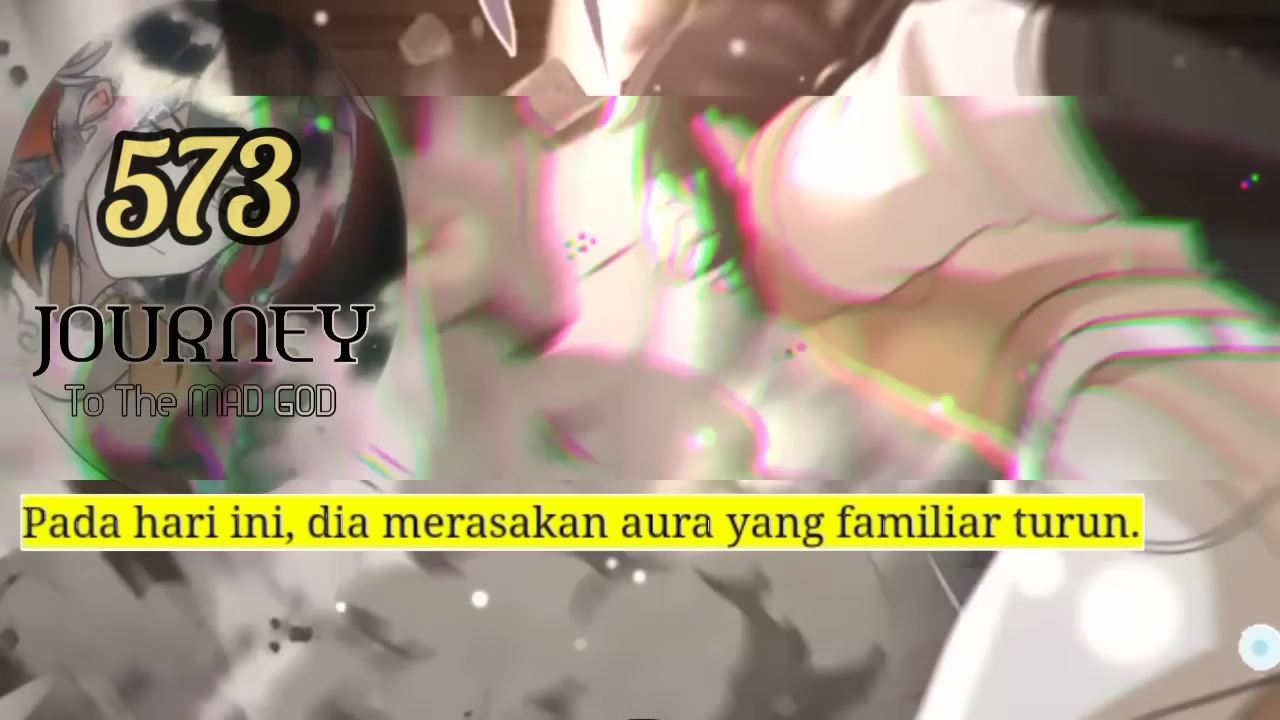 573
JOURNEY
To The MAD GOD
Pada hari ini, dia merasakan aura yang familiar turun.